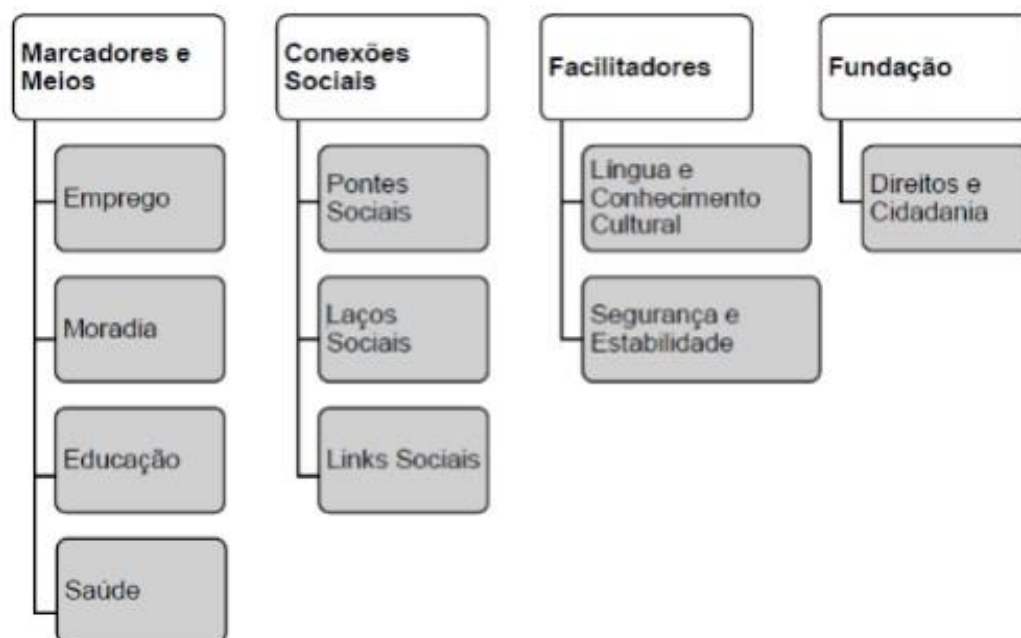 Marcadores e
Meios
Emprego
Moradia
Educação
Saúde
Conexões
Sociais
Pontes
Sociais
Laços
Sociais
Links Sociais
Facilitadores
Língua e
Conhecimento
Cultural
Segurança e
Estabilidade
Fundação
Direitos e
Cidadania